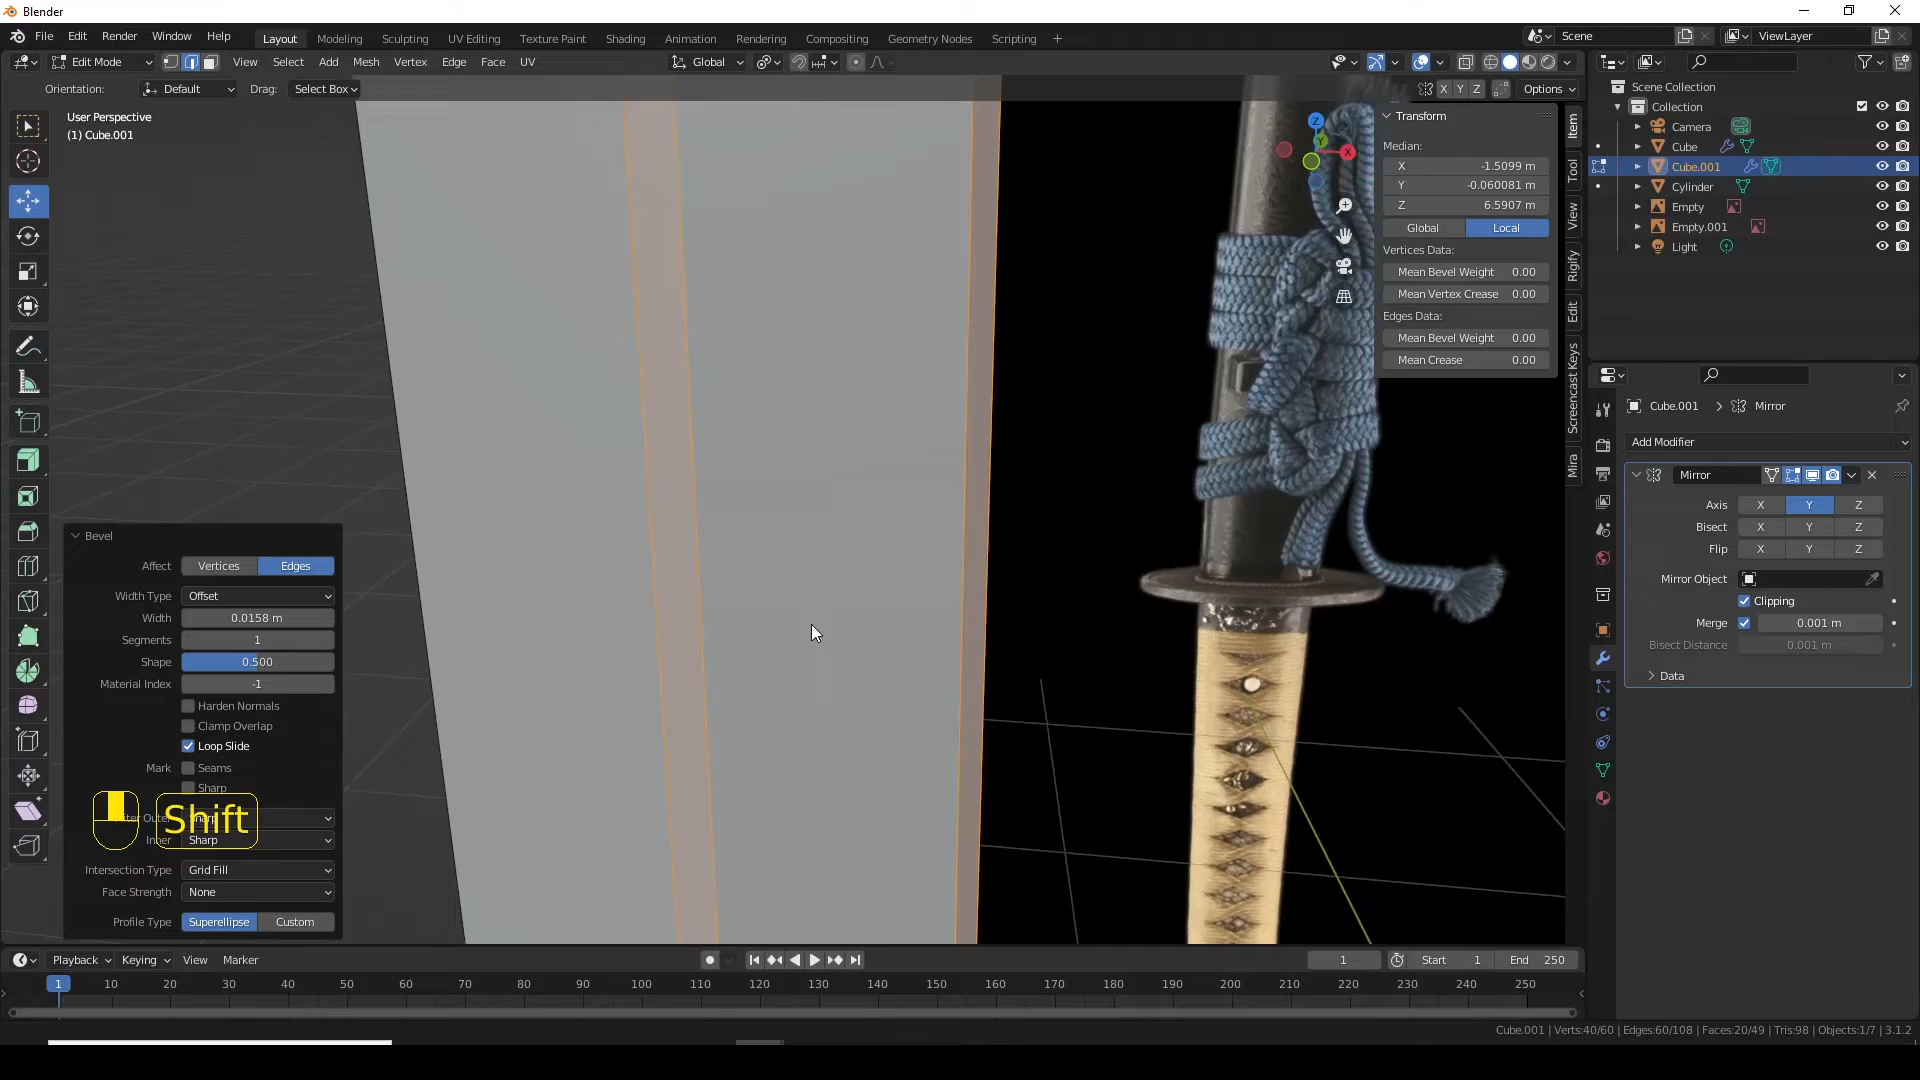 Blender
File Edit Render Window Help
Layout Modeling Sculpting UV Editing Texture Paint Shading Animation Rendering Compositing Geometry Nodes Scripting
Scene
ViewLayer
Edit Mode View Select Add Mesh Vertex Edge Face UV
Global
Orientation: Default Drag: Select Box
X Y Z Options
User Perspective
(1) Cube.001
Z
X
Transform
Median:
X -1.5099 m
Y -0.060081 m
Z 6.5907 m
Global Local
Vertices Data:
Mean Bevel Weight 0.00
Mean Vertex Crease 0.00
Edges Data:
Mean Bevel Weight 0.00
Mean Crease 0.00
Item
Tool
View
Rigify
Edit
Screencast Keys
Mira
Scene Collection
Collection
Camera
Cube
Cube.001
Cylinder
Empty
Empty.001
Light
Cube.001 > Mirror
Add Modifier
Mirror
Axis X Y Z
Bisect X Y Z
Flip X Y Z
Mirror Object
Clipping
Merge 0.001 m
Bisect Distance 0.001 m
Data
Bevel
Affect Vertices Edges
Width Type Offset
Width 0.0158 m
Segments 1
Shape 0.500
Material Index -1
Harden Normals
Clamp Overlap
Loop Slide
Mark Seams
Sharp
Shift
Inner Sharp
Intersection Type Grid Fill
Face Strength None
Profile Type Superellipse Custom
Playback Keying View Marker
1 Start 1 End 250
1 10 20 30 40 50 60 70 80 90 100 110 120 130 140 150 160 170 180 190 200 210 220 230 240 250
Cube.001 | Verts:40/60 | Edges:60/108 | Faces:20/49 | Tris:98 | Objects:1/7 | 3.1.2